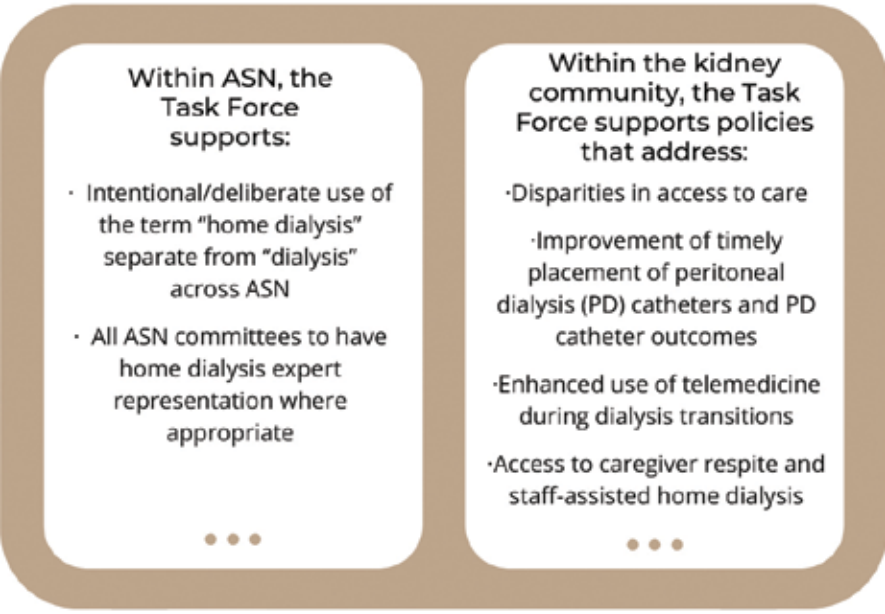 Within ASN, the
Task Force
supports:
· Intentional/deliberate use of
the term “home dialysis”
separate from “dialysis”
across ASN
· All ASN committees to have
home dialysis expert
representation where
appropriate
Within the kidney
community, the Task
Force supports policies
that address:
·Disparities in access to care
·Improvement of timely
placement of peritoneal
dialysis (PD) catheters and PD
catheter outcomes
·Enhanced use of telemedicine
during dialysis transitions
·Access to caregiver respite and
staff-assisted home dialysis